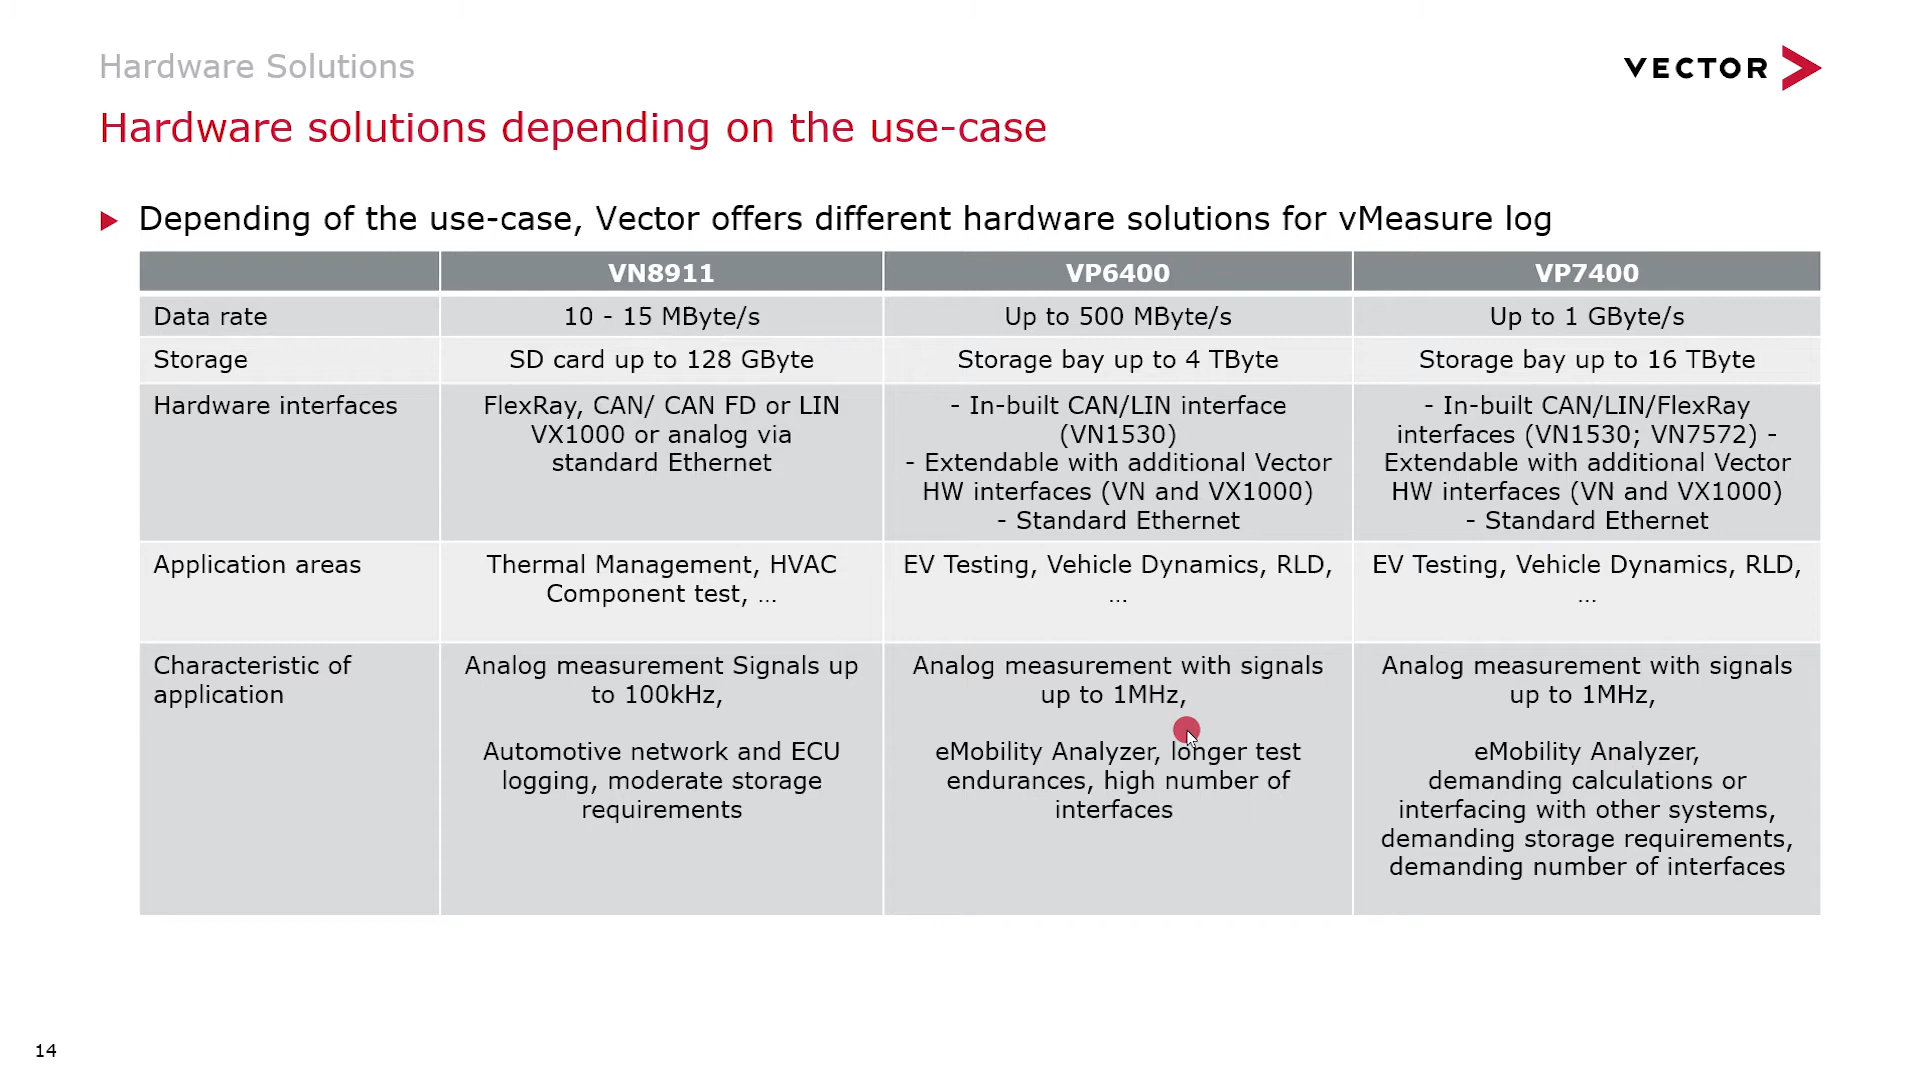 Hardware Solutions
VECTOR
Hardware solutions depending on the use-case
Depending of the use-case, Vector offers different hardware solutions for vMeasure log
VN8911 VP6400 VP7400
Data rate 10 - 15 MByte/s Up to 500 MByte/s Up to 1 GByte/s
Storage SD card up to 128 GByte Storage bay up to 4 TByte Storage bay up to 16 TByte
Hardware interfaces
FlexRay, CAN/ CAN FD or LIN
VX1000 or analog via
standard Ethernet
- In-built CAN/LIN interface
(VN1530)
- Extendable with additional Vector
HW interfaces (VN and VX1000)
- Standard Ethernet
- In-built CAN/LIN/FlexRay
interfaces (VN1530; VN7572) -
Extendable with additional Vector
HW interfaces (VN and VX1000)
- Standard Ethernet
Application areas
Thermal Management, HVAC
Component test, …
EV Testing, Vehicle Dynamics, RLD,
…
EV Testing, Vehicle Dynamics, RLD,
…
Characteristic of
application
Analog measurement Signals up
to 100kHz,
Automotive network and ECU
logging, moderate storage
requirements
Analog measurement with signals
up to 1MHz,
eMobility Analyzer, longer test
endurances, high number of
interfaces
Analog measurement with signals
up to 1MHz,
eMobility Analyzer,
demanding calculations or
interfacing with other systems,
demanding storage requirements,
demanding number of interfaces
14